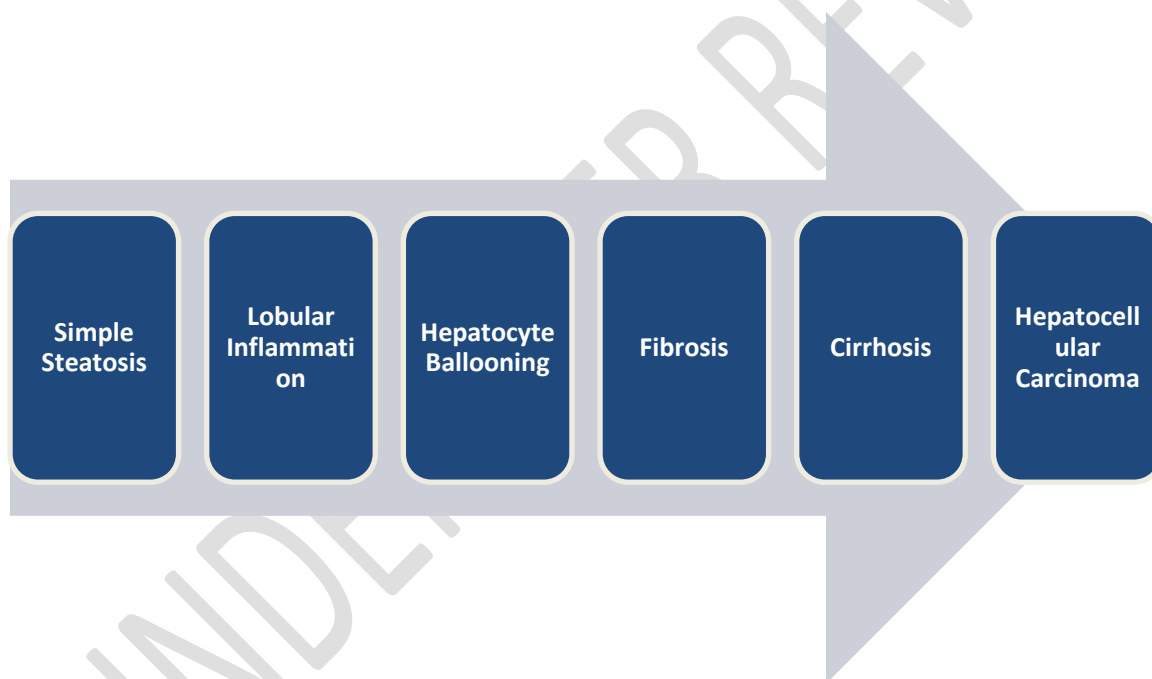 Simple
Steatosis
Lobular
Inflammati
on
Hepatocyte
Ballooning
Fibrosis
Cirrhosis
Hepatocell
ular
Carcinoma